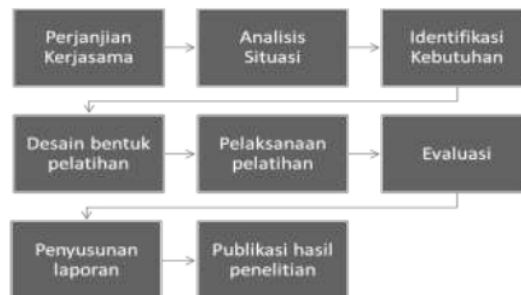 Perjanjian
Kerjasama
Analisis
Situasi
Identifikasi
Kebutuhan
Desain bentuk
pelatihan
Pelaksanaan
pelatihan
Evaluasi
Penyusunan
laporan
Publikasi hasil
penelitian